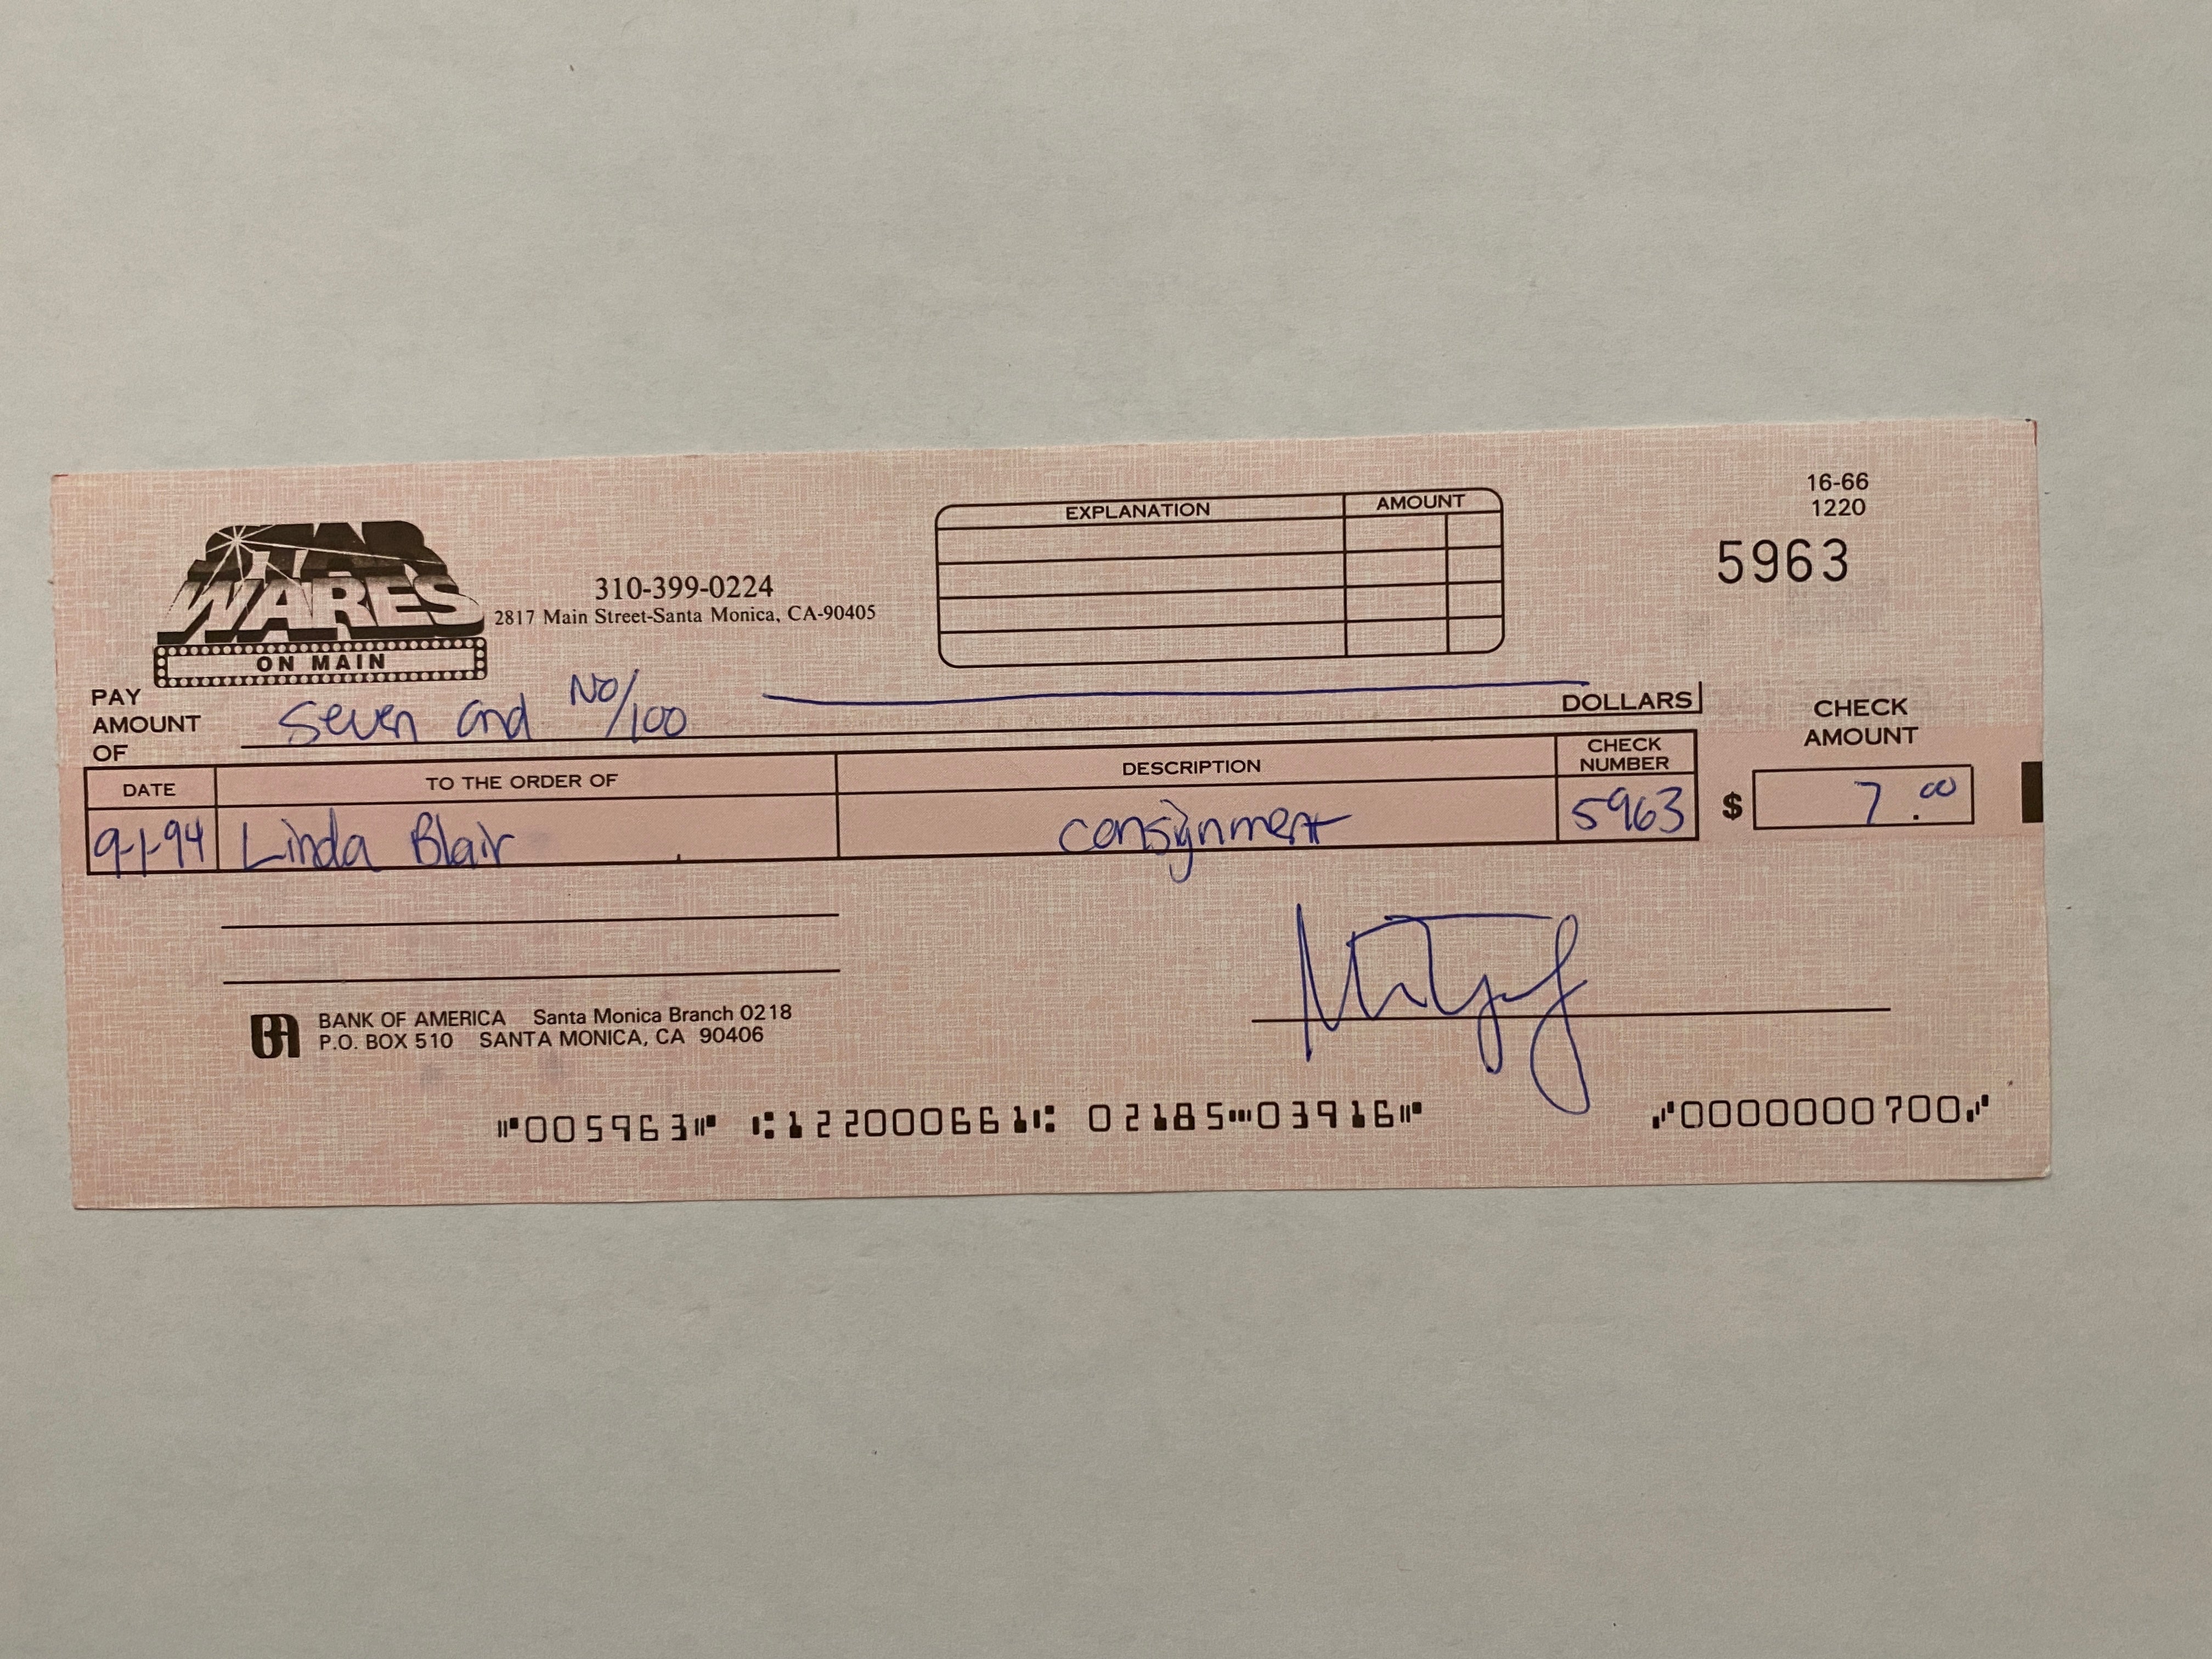 STAR
WARES
ON MAIN
310-399-0224
2817 Main Street-Santa Monica, CA-90405
EXPLANATION AMOUNT
16-66
1220
5963
PAY
AMOUNT
OF
Seven and No/100
DOLLARS
CHECK
AMOUNT
DATE TO THE ORDER OF DESCRIPTION CHECK NUMBER
9-1-94 Linda Blair consignment 5963 $ 7.00
BANK OF AMERICA Santa Monica Branch 0218
P.O. BOX 510 SANTA MONICA, CA 90406
⑈005963⑈ ⑆122000661⑆ 02185⑉03916⑈ ⑇0000000700⑇